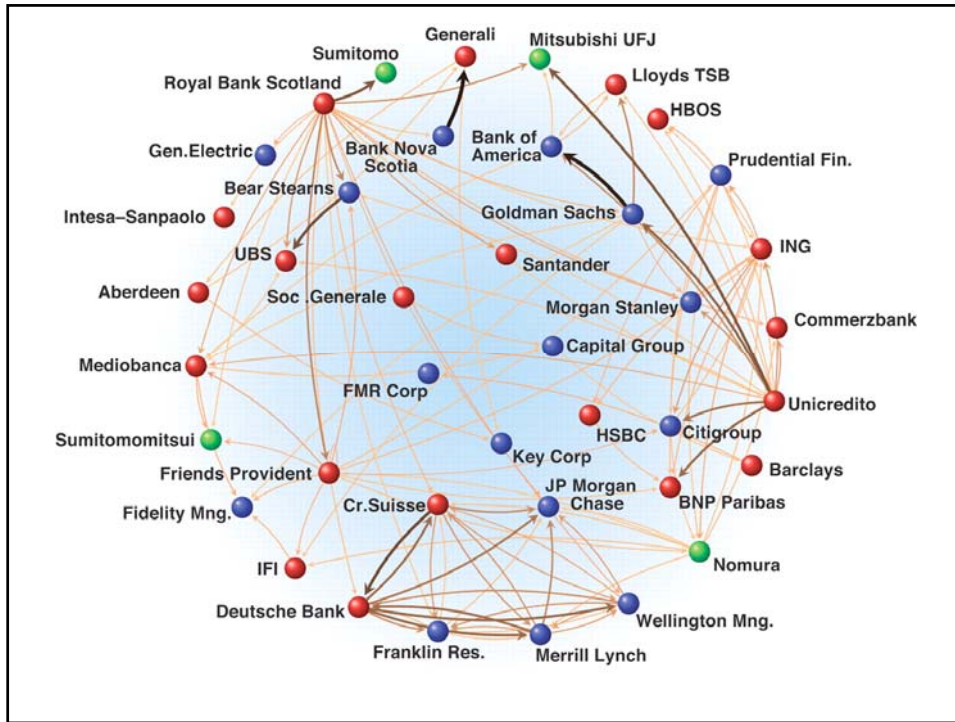 Generali
Mitsubishi UFJ
Sumitomo
Royal Bank Scotland
Lloyds TSB
HBOS
Bank Nova
Scotia
Bank of
America
Gen.Electric
Prudential Fin.
Bear Stearns
Goldman Sachs
Intesa–Sanpaolo
UBS
Santander
ING
Aberdeen
Soc .Generale
Morgan Stanley
Commerzbank
Capital Group
Mediobanca
FMR Corp
Unicredito
HSBC
Citigroup
Sumitomomitsui
Key Corp
Barclays
Friends Provident
JP Morgan
Chase
BNP Paribas
Cr.Suisse
Fidelity Mng.
IFI
Nomura
Deutsche Bank
Wellington Mng.
Franklin Res.
Merrill Lynch